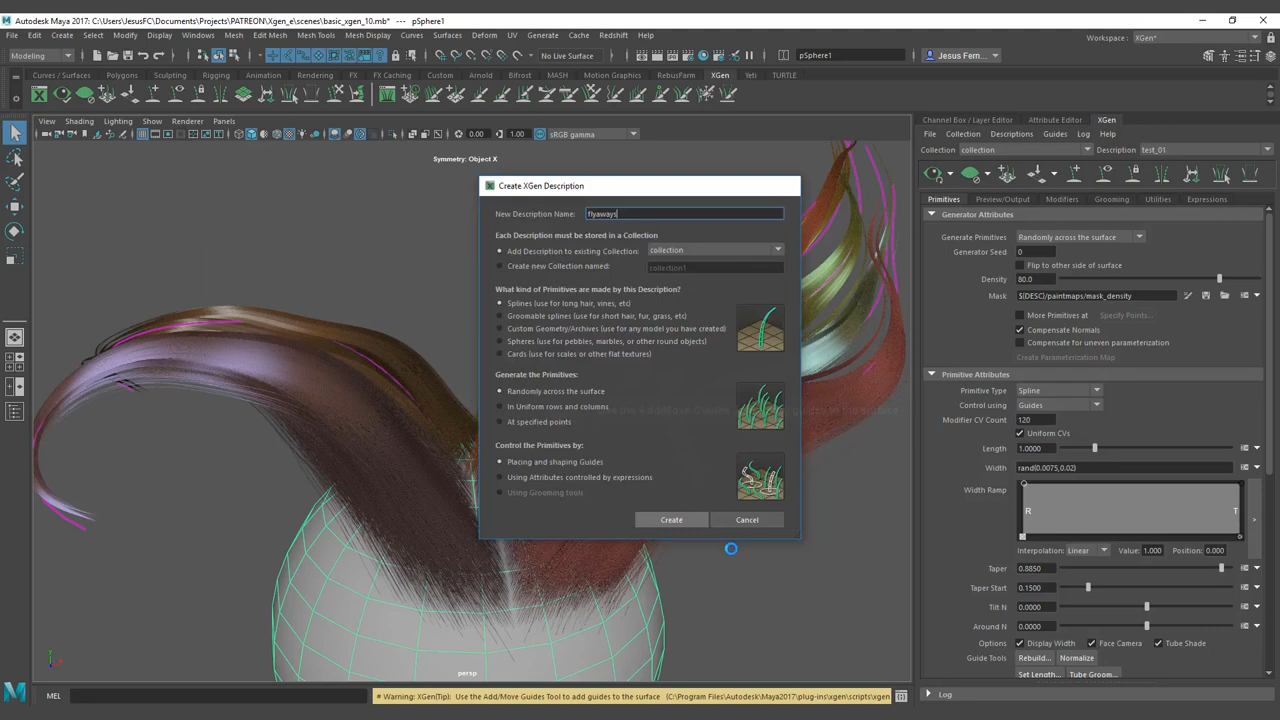 Autodesk Maya 2017: C:\Users\JesusFC\Documents\Projects\PATREON\Xgen_e\scenes\basic_xgen_10.mb* --- pSphere1
File Edit Create Select Modify Display Windows Mesh Edit Mesh Mesh Tools Mesh Display Curves Surfaces Deform UV Generate Cache Redshift Help
Workspace : XGen*
Modeling
No Live Surface
pSphere1
Jesus Fern...
Curves / Surfaces Polygons Sculpting Rigging Animation Rendering FX FX Caching Custom Arnold Bifrost MASH Motion Graphics RebusFarm XGen Yeti TURTLE
View Shading Lighting Show Renderer Panels
0.00 1.00 sRGB gamma
Symmetry: Object X
Create XGen Description
New Description Name: flyaways
Each Description must be stored in a Collection
Add Description to existing Collection: collection
Create new Collection named: collection1
What kind of Primitives are made by this Description?
Splines (use for long hair, vines, etc)
Groomable splines (use for short hair, fur, grass, etc)
Custom Geometry/Archives (use for any model you have created)
Spheres (use for pebbles, marbles, or other round objects)
Cards (use for scales or other flat textures)
Generate the Primitives:
Randomly across the surface
In Uniform rows and columns
At specified points
Control the Primitives by:
Placing and shaping Guides
Using Attributes controlled by expressions
Using Grooming tools
Create Cancel
persp
Channel Box / Layer Editor Attribute Editor XGen
File Collection Descriptions Guides Log Help
Collection collection Description test_01
Primitives Preview/Output Modifiers Grooming Utilities Expressions
Generator Attributes
Generate Primitives Randomly across the surface
Generator Seed 0
Flip to other side of surface
Density 80.0
Mask ${DESC}/paintmaps/mask_density
More Primitives at Specify Points...
Compensate Normals
Compensate for uneven parameterization
Create Parameterization Map
Primitive Attributes
Primitive Type Spline
Control using Guides
Modifier CV Count 120
Uniform CVs
Length 1.0000
Width rand(0.0075,0.02)
Width Ramp R T
Interpolation: Linear Value: 1.000 Position: 0.000
Taper 0.8850
Taper Start 0.1500
Tilt N 0.0000
Around N 0.0000
Options Display Width Face Camera Tube Shade
Guide Tools Rebuild... Normalize
Set Length... Tube Groom...
Log
MEL
# Warning: XGen(Tip): Use the Add/Move Guides Tool to add guides to the surface (C:\Program Files\Autodesk\Maya2017\plug-ins\xgen\scripts\xgen